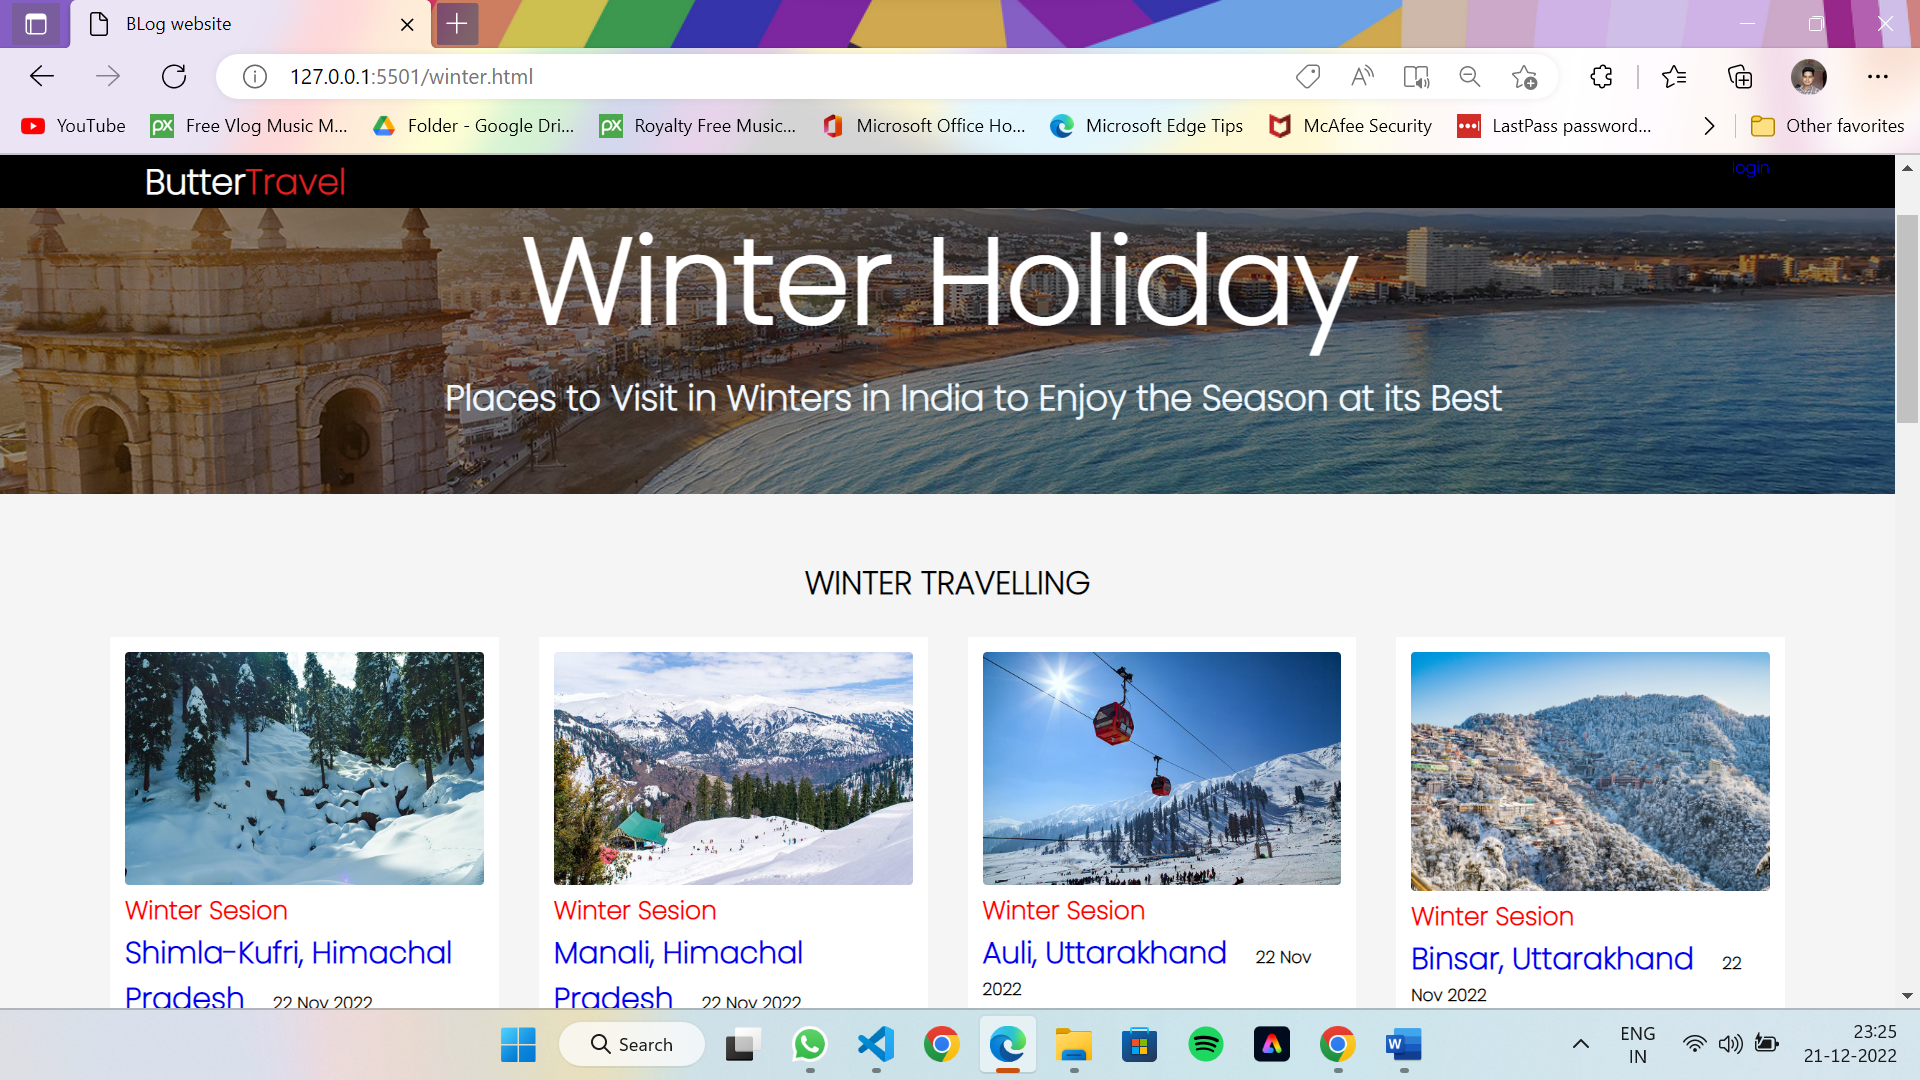 BLog website
127.0.0.1:5501/winter.html
YouTube
Free Vlog Music M...
Folder - Google Dri...
Royalty Free Music...
Microsoft Office Ho...
Microsoft Edge Tips
McAfee Security
LastPass password...
Other favorites
ButterTravel
login
Winter Holiday
Places to Visit in Winters in India to Enjoy the Season at its Best
WINTER TRAVELLING
Winter Sesion
Shimla-Kufri, Himachal
Pradesh 22 Nov 2022
Winter Sesion
Manali, Himachal
Pradesh 22 Nov 2022
Winter Sesion
Auli, Uttarakhand 22 Nov
2022
Winter Sesion
Binsar, Uttarakhand 22
Nov 2022
Search
ENG
IN
23:25
21-12-2022